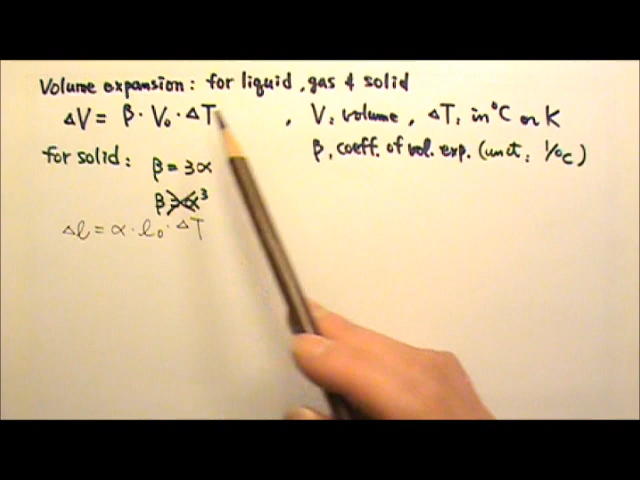 Volume expansion: for liquid, gas & solid
ΔV = β · V₀ · ΔT , V: volume, ΔT: in °C or K
for solid: β = 3α β, coeff. of vol. exp. (unit: 1/°C)
β = α³
Δl = α · l₀ · ΔT